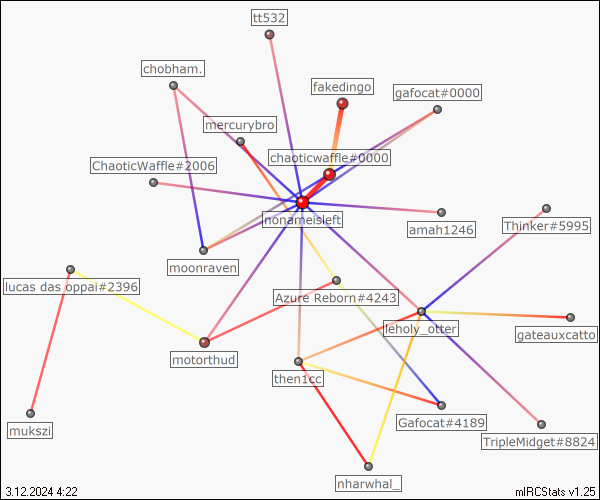 tt532
chobham.
fakedingo
gafocat#0000
mercurybro
chaoticwaffle#0000
ChaoticWaffle#2006
nonameisleft
amah1246
Thinker#5995
moonraven
lucas das oppai#2396
Azure Reborn#4243
leholy_otter
gateauxcatto
motorthud
then1cc
mukszi
Gafocat#4189
TripleMidget#8824
nharwhal_
3.12.2024 4:22
mIRCStats v1.25